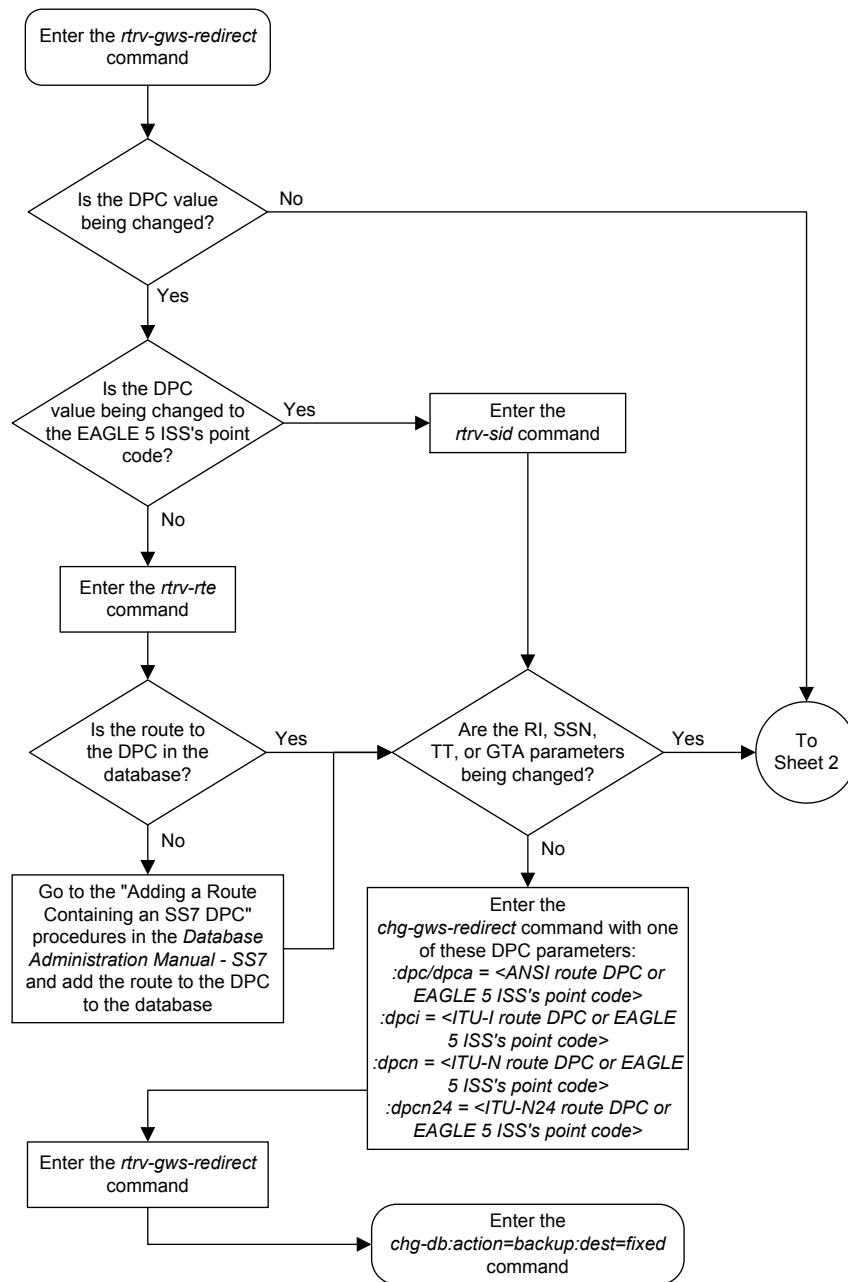 Enter the rtrv-gws-redirect
command
Is the DPC value
being changed?
No
Yes
Is the DPC
value being changed to
the EAGLE 5 ISS's point
code?
Yes
Enter the
rtrv-sid command
No
Enter the rtrv-rte
command
Is the route to
the DPC in the
database?
Yes
Are the RI, SSN,
TT, or GTA parameters
being changed?
Yes
To
Sheet 2
No
No
Go to the "Adding a Route
Containing an SS7 DPC"
procedures in the Database
Administration Manual - SS7
and add the route to the DPC
to the database
Enter the
chg-gws-redirect command with one
of these DPC parameters:
:dpc/dpca = <ANSI route DPC or
EAGLE 5 ISS's point code>
:dpci = <ITU-I route DPC or EAGLE
5 ISS's point code>
:dpcn = <ITU-N route DPC or EAGLE
5 ISS's point code>
:dpcn24 = <ITU-N24 route DPC or
EAGLE 5 ISS's point code>
Enter the rtrv-gws-redirect
command
Enter the
chg-db:action=backup:dest=fixed
command